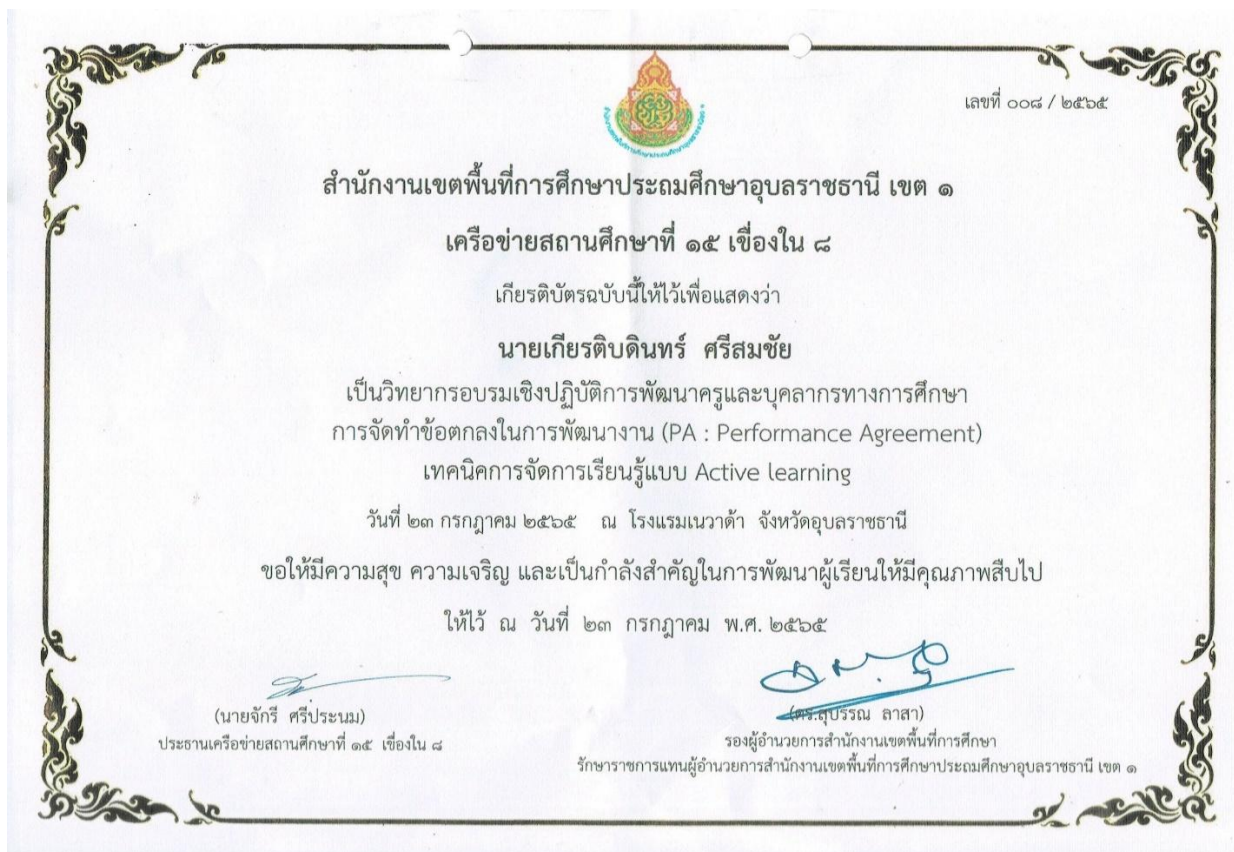 เลขที่ ๐๐๘ / ๒๕๖๕
สำนักงานเขตพื้นที่การศึกษาประถมศึกษาอุบลราชธานี เขต ๑
เครือข่ายสถานศึกษาที่ ๑๕ เขื่องใน ๘
เกียรติบัตรฉบับนี้ให้ไว้เพื่อแสดงว่า
นายเกียรติบดินทร์ ศรีสมชัย
เป็นวิทยากรอบรมเชิงปฏิบัติการพัฒนาครูและบุคลากรทางการศึกษา
การจัดทำข้อตกลงในการพัฒนางาน (PA : Performance Agreement)
เทคนิคการจัดการเรียนรู้แบบ Active learning
วันที่ ๒๓ กรกฎาคม ๒๕๖๕ ณ โรงแรมเนวาด้า จังหวัดอุบลราชธานี
ขอให้มีความสุข ความเจริญ และเป็นกำลังสำคัญในการพัฒนาผู้เรียนให้มีคุณภาพสืบไป
ให้ไว้ ณ วันที่ ๒๓ กรกฎาคม พ.ศ. ๒๕๖๕
(นายจักรี ศรีประนม)
ประธานเครือข่ายสถานศึกษาที่ ๑๕ เขื่องใน ๘
(ดร.สุบรรณ ลาสา)
รองผู้อำนวยการสำนักงานเขตพื้นที่การศึกษา
รักษาราชการแทนผู้อำนวยการสำนักงานเขตพื้นที่การศึกษาประถมศึกษาอุบลราชธานี เขต ๑